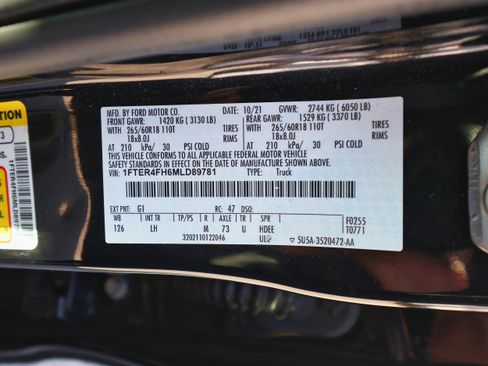 MFD. BY FORD MOTOR CO.
DATE: 10/21 GVWR: 2744 KG ( 6050 LB)
FRONT GAWR: 1420 KG ( 3130 LB)
REAR GAWR: 1529 KG ( 3370 LB)
WITH 265/60R18 110T TIRES
18x8.0J RIMS
AT 210 kPa/ 30 PSI COLD
WITH 265/60R18 110T TIRES
18x8.0J RIMS
AT 210 kPa/ 30 PSI COLD
THIS VEHICLE CONFORMS TO ALL APPLICABLE FEDERAL MOTOR VEHICLE
SAFETY STANDARDS IN EFFECT ON THE DATE OF MANUFACTURE SHOWN ABOVE.
VIN: 1FTER4FH6MLD89781 TYPE: Truck
EXT PNT: G1 RC: 47 DSO:
WB INT TR TP/PS R AXLE TR SPR
126 LH M 73 U HDEE
F0255
T0771
3202110122046
5U5A-3520472-AA
1FTER4FH6MLD897